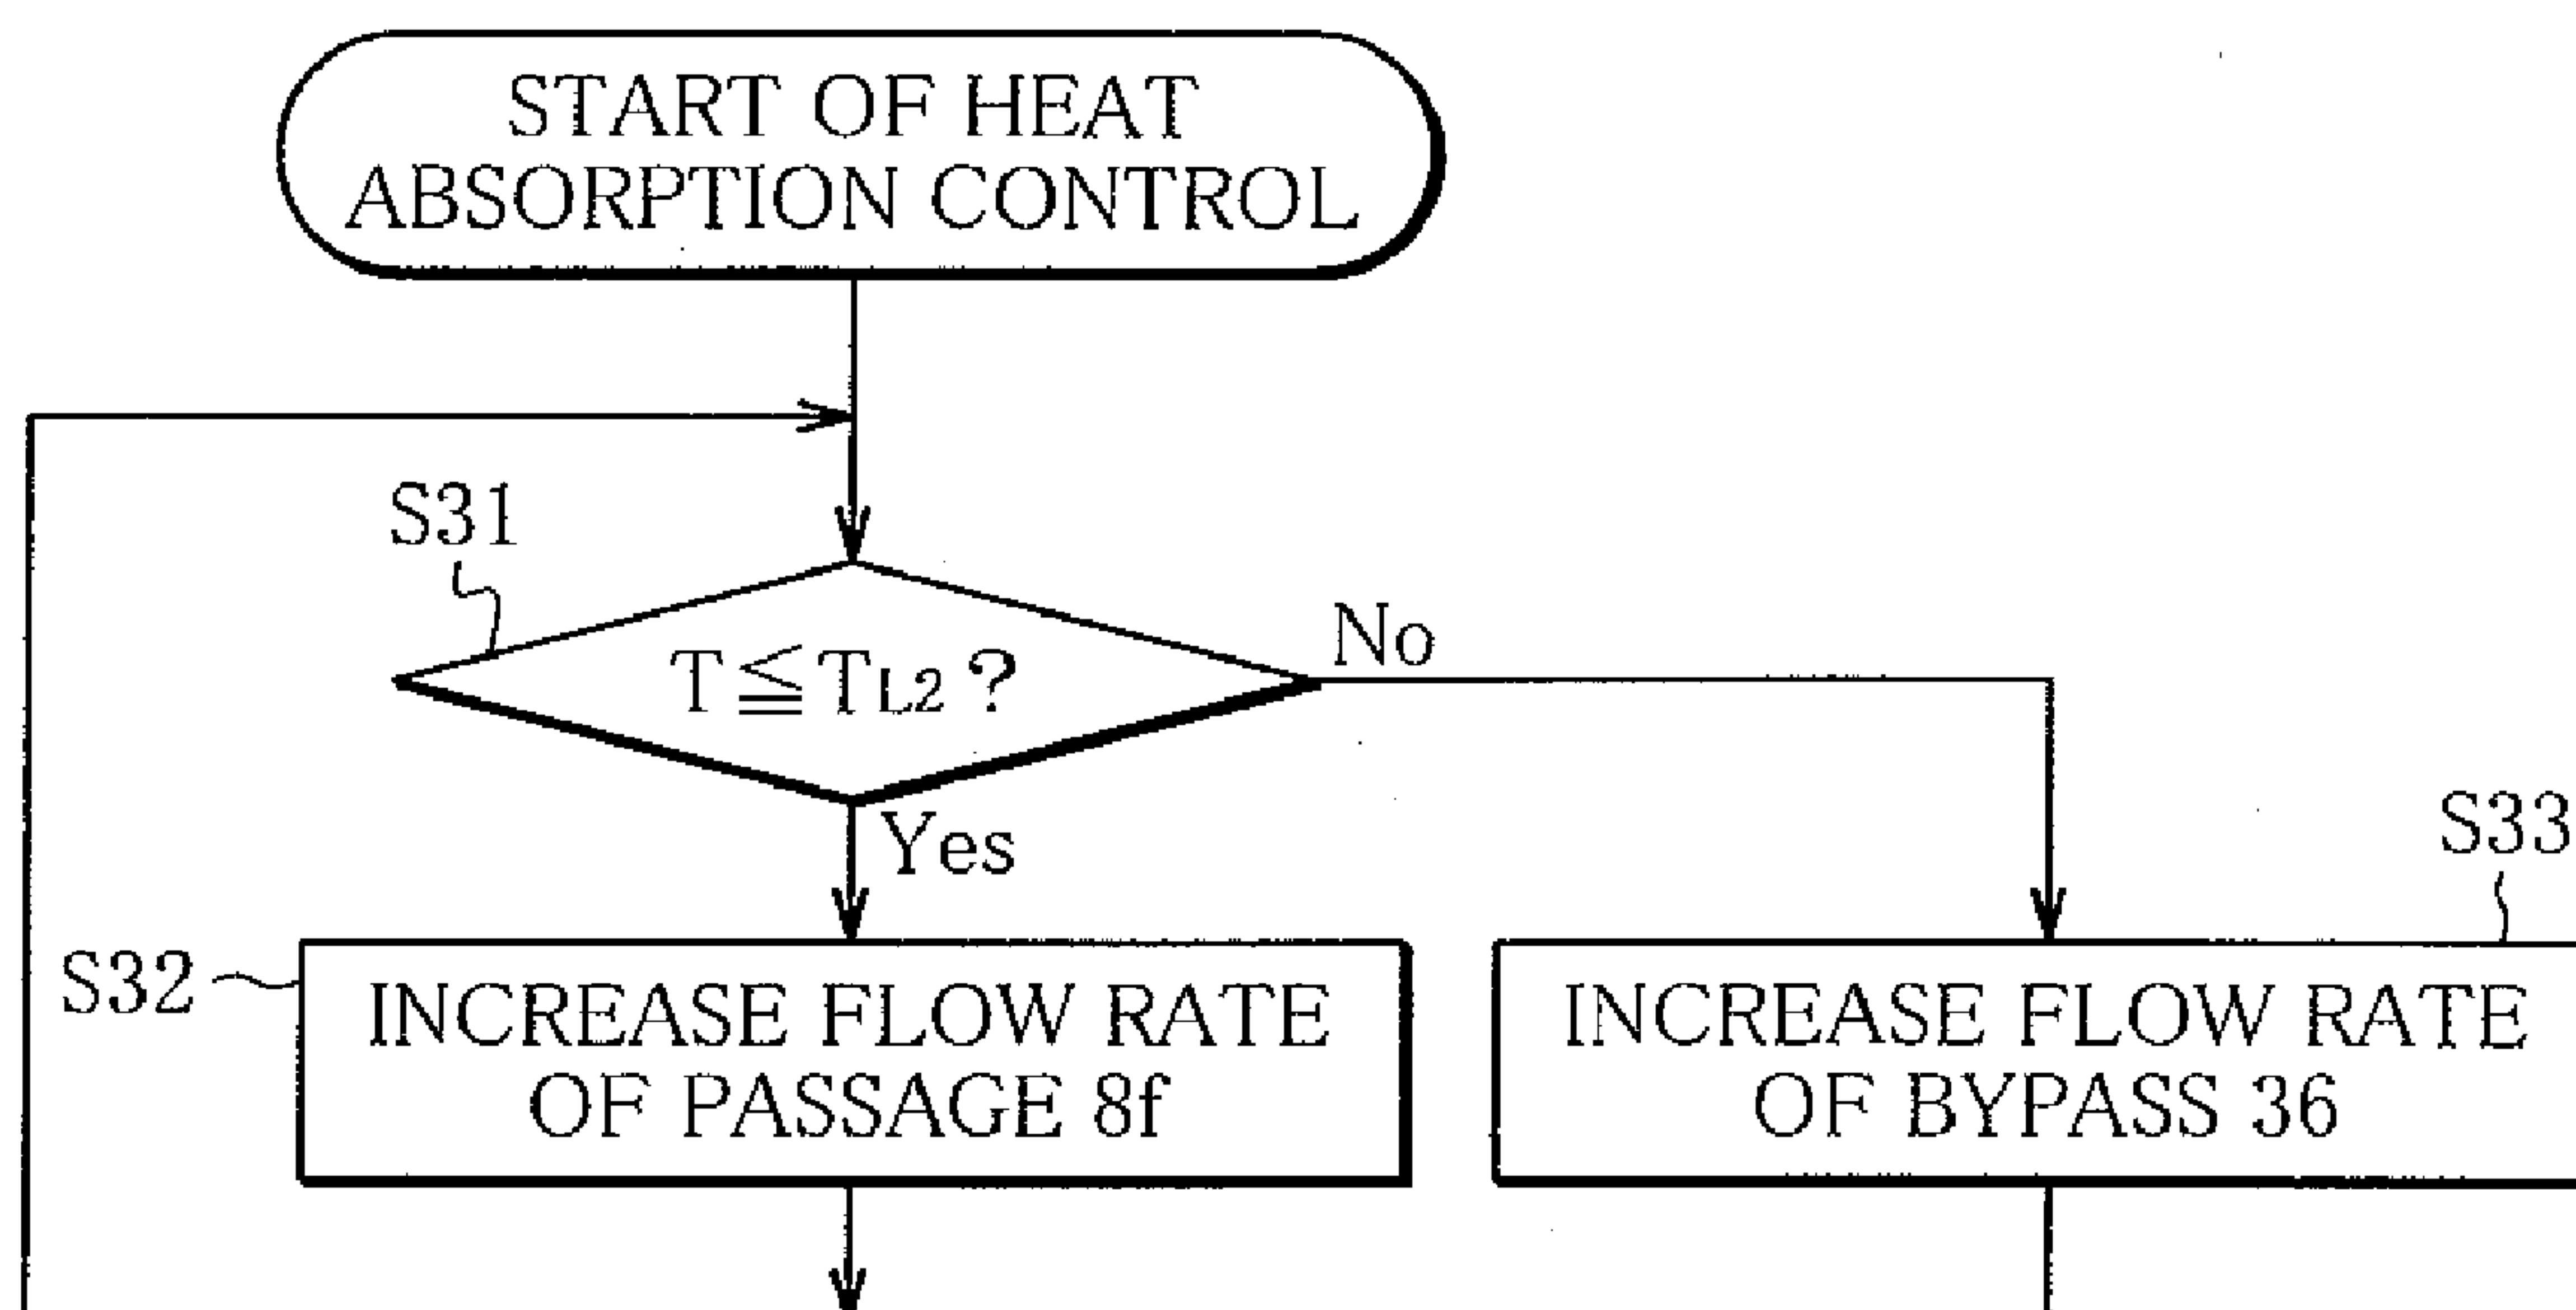 START OF HEAT
ABSORPTION CONTROL
S31
T≦TL2?
No
Yes
S33
S32
INCREASE FLOW RATE
OF PASSAGE 8f
INCREASE FLOW RATE
OF BYPASS 36